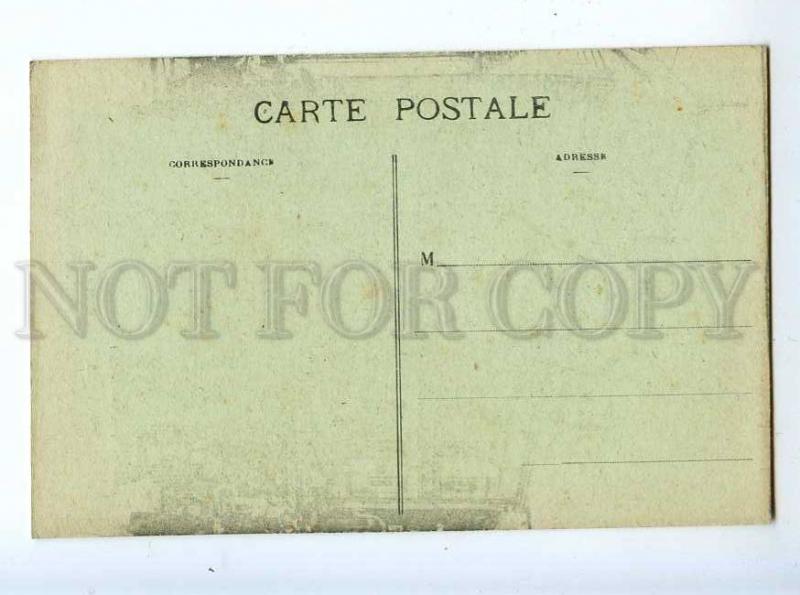 CARTE POSTALE
CORRESPONDANCE
ADRESSE
M
NOT FOR COPY